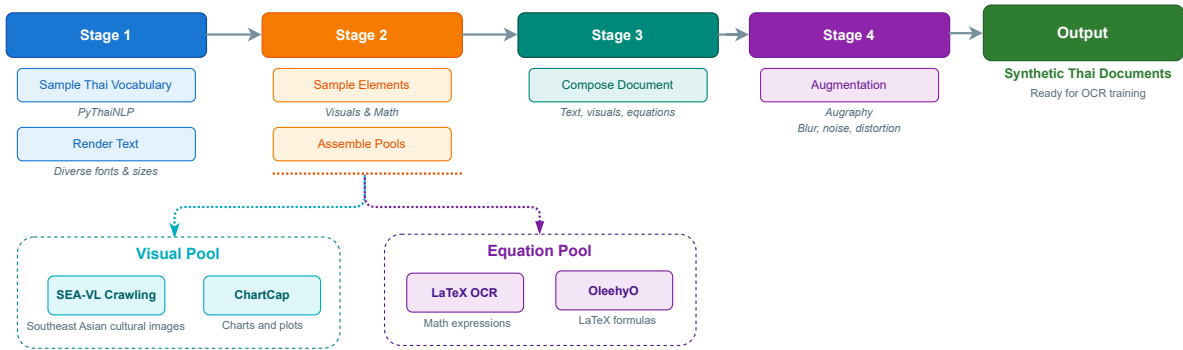 Stage 1
Stage 2
Stage 3
Stage 4
Output
Sample Thai Vocabulary
PyThaiNLP
Render Text
Diverse fonts & sizes
Sample Elements
Visuals & Math
Assemble Pools
Compose Document
Text, visuals, equations
Augmentation
Augraphy
Blur, noise, distortion
Synthetic Thai Documents
Ready for OCR training
Visual Pool
SEA-VL Crawling
Southeast Asian cultural images
ChartCap
Charts and plots
Equation Pool
LaTeX OCR
Math expressions
OleehyO
LaTeX formulas